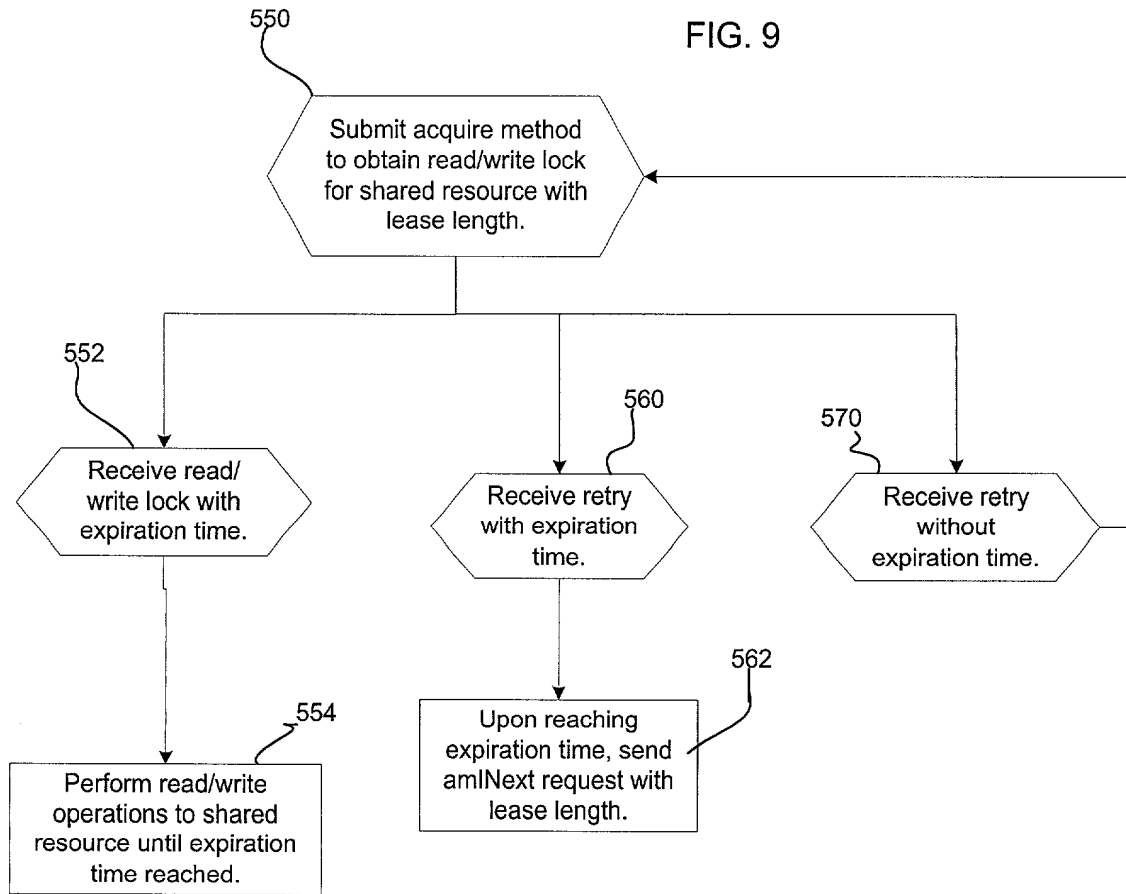 550
FIG. 9
Submit acquire method
to obtain read/write lock
for shared resource with
lease length.
552
Receive read/
write lock with
expiration time.
560
Receive retry
with expiration
time.
570
Receive retry
without
expiration time.
554
Perform read/write
operations to shared
resource until expiration
time reached.
562
Upon reaching
expiration time, send
amINext request with
lease length.